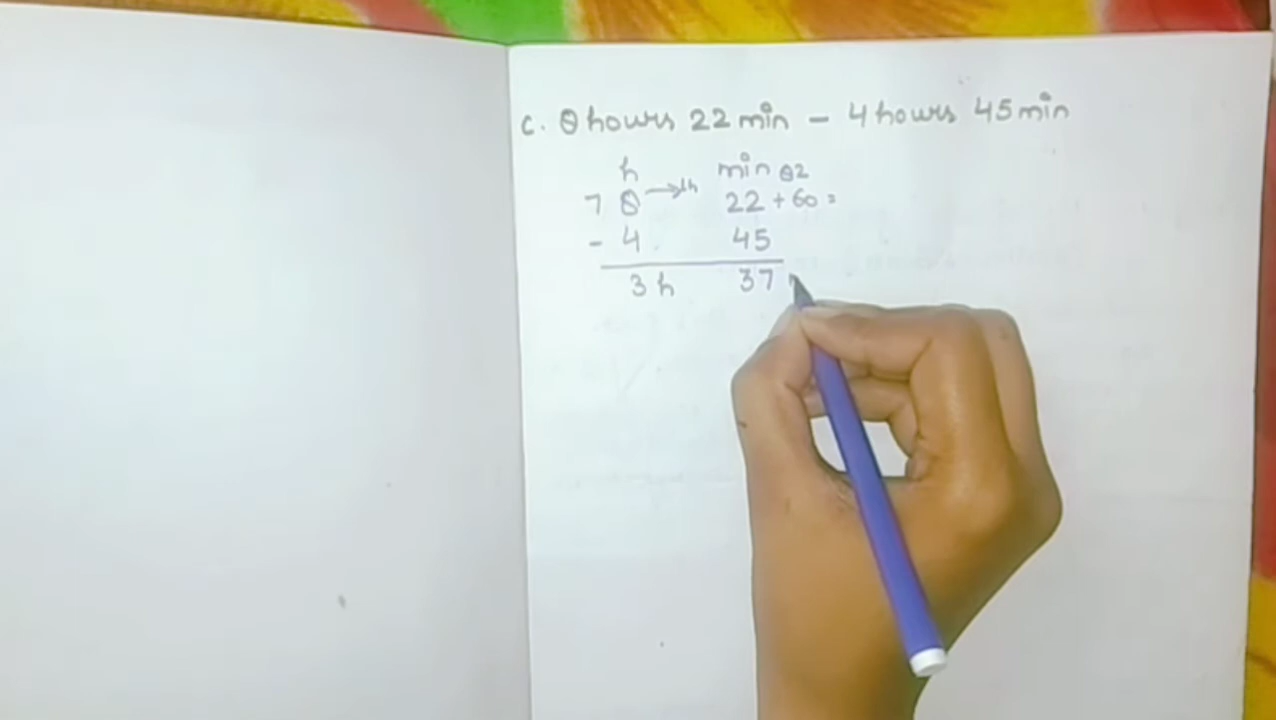 c. 8 hours 22 min - 4 hours 45 min
h min 82
7 8 → 1h 22 + 60 =
- 4 45
3 h 37